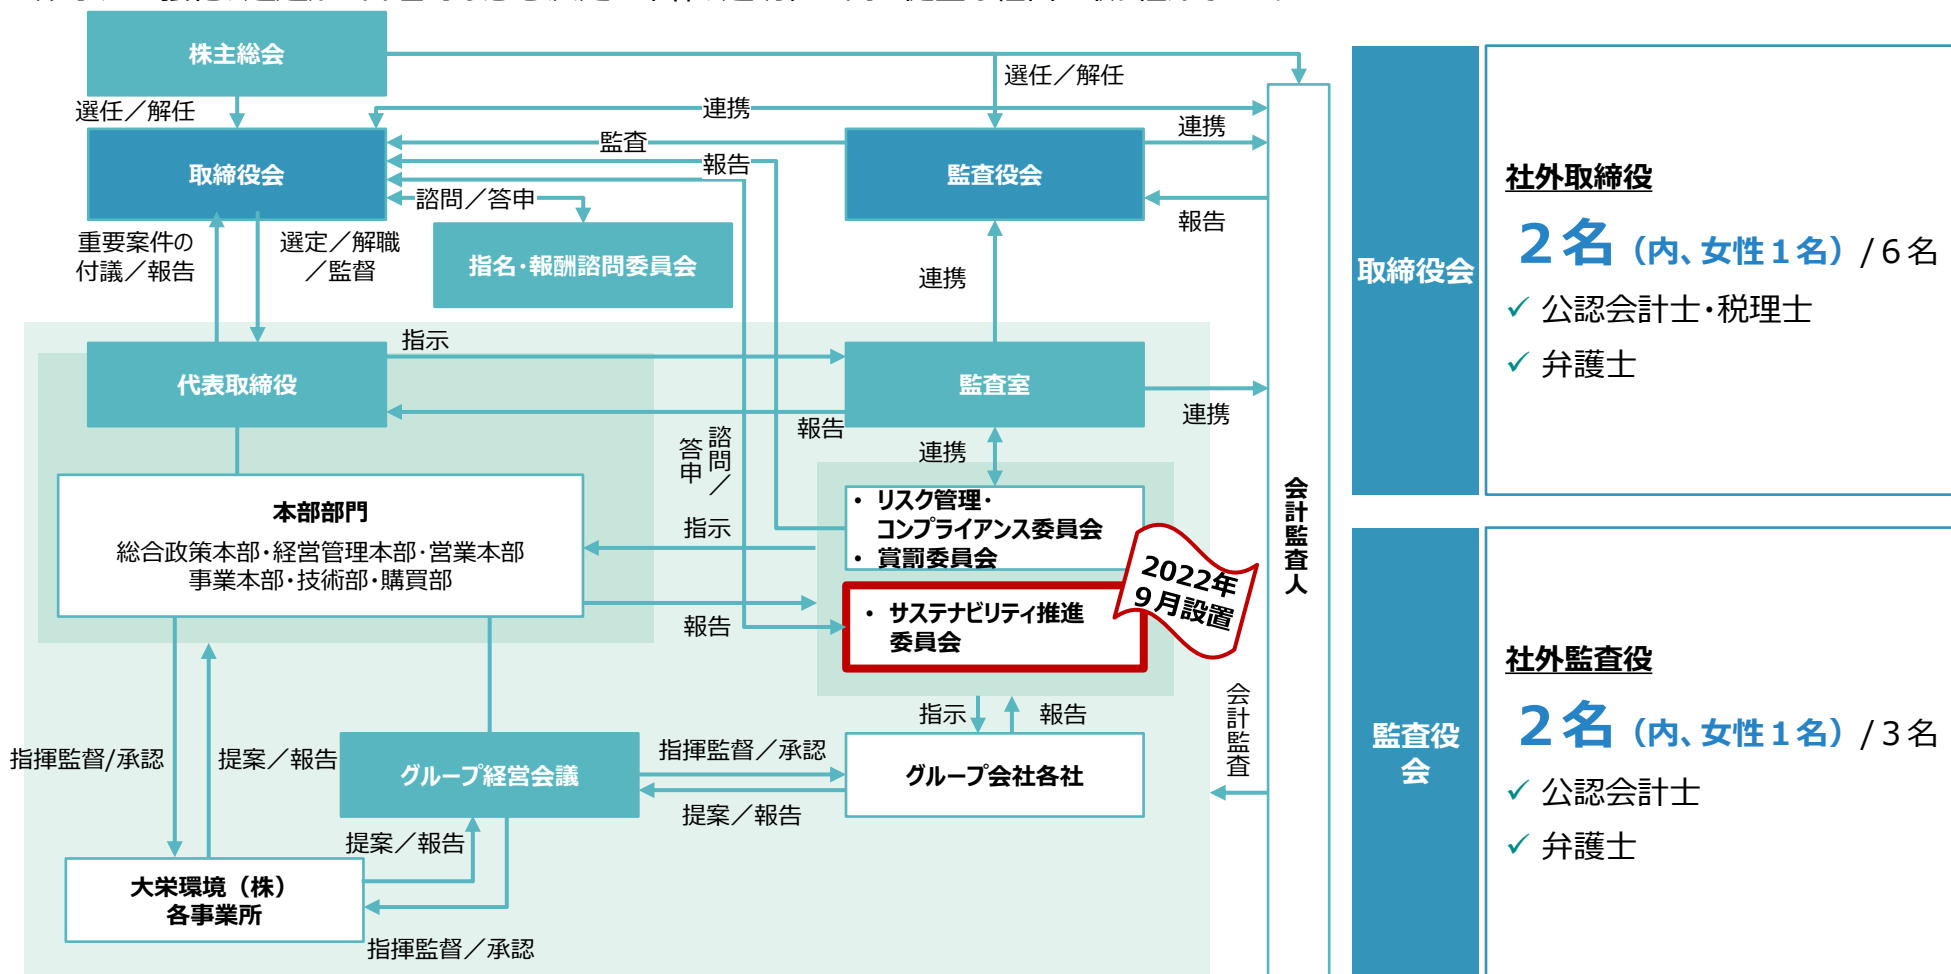 株主総会
選任／解任
選任／解任
連携
監査
連携
報告
取締役会
監査役会
諮問／答申
報告
重要案件の
付議／報告
選定／解職
／監督
指名・報酬諮問委員会
連携
指示
代表取締役
監査室
報告
連携
諮問／
答申
連携
本部部門
総合政策本部・経営管理本部・営業本部
事業本部・技術部・購買部
指示
報告
• リスク管理・
コンプライアンス委員会
• 賞罰委員会
• サステナビリティ推進
委員会
2022年
９月設置
会計監査人
指示
報告
会計監査
指揮監督/承認
提案／報告
グループ経営会議
指揮監督／承認
提案／報告
グループ会社各社
提案／報告
大栄環境（株）
各事業所
指揮監督／承認
取締役会
社外取締役
２名（内、女性１名）/６名
✓ 公認会計士・税理士
✓ 弁護士
監査役
会
社外監査役
２名（内、女性１名）/３名
✓ 公認会計士
✓ 弁護士